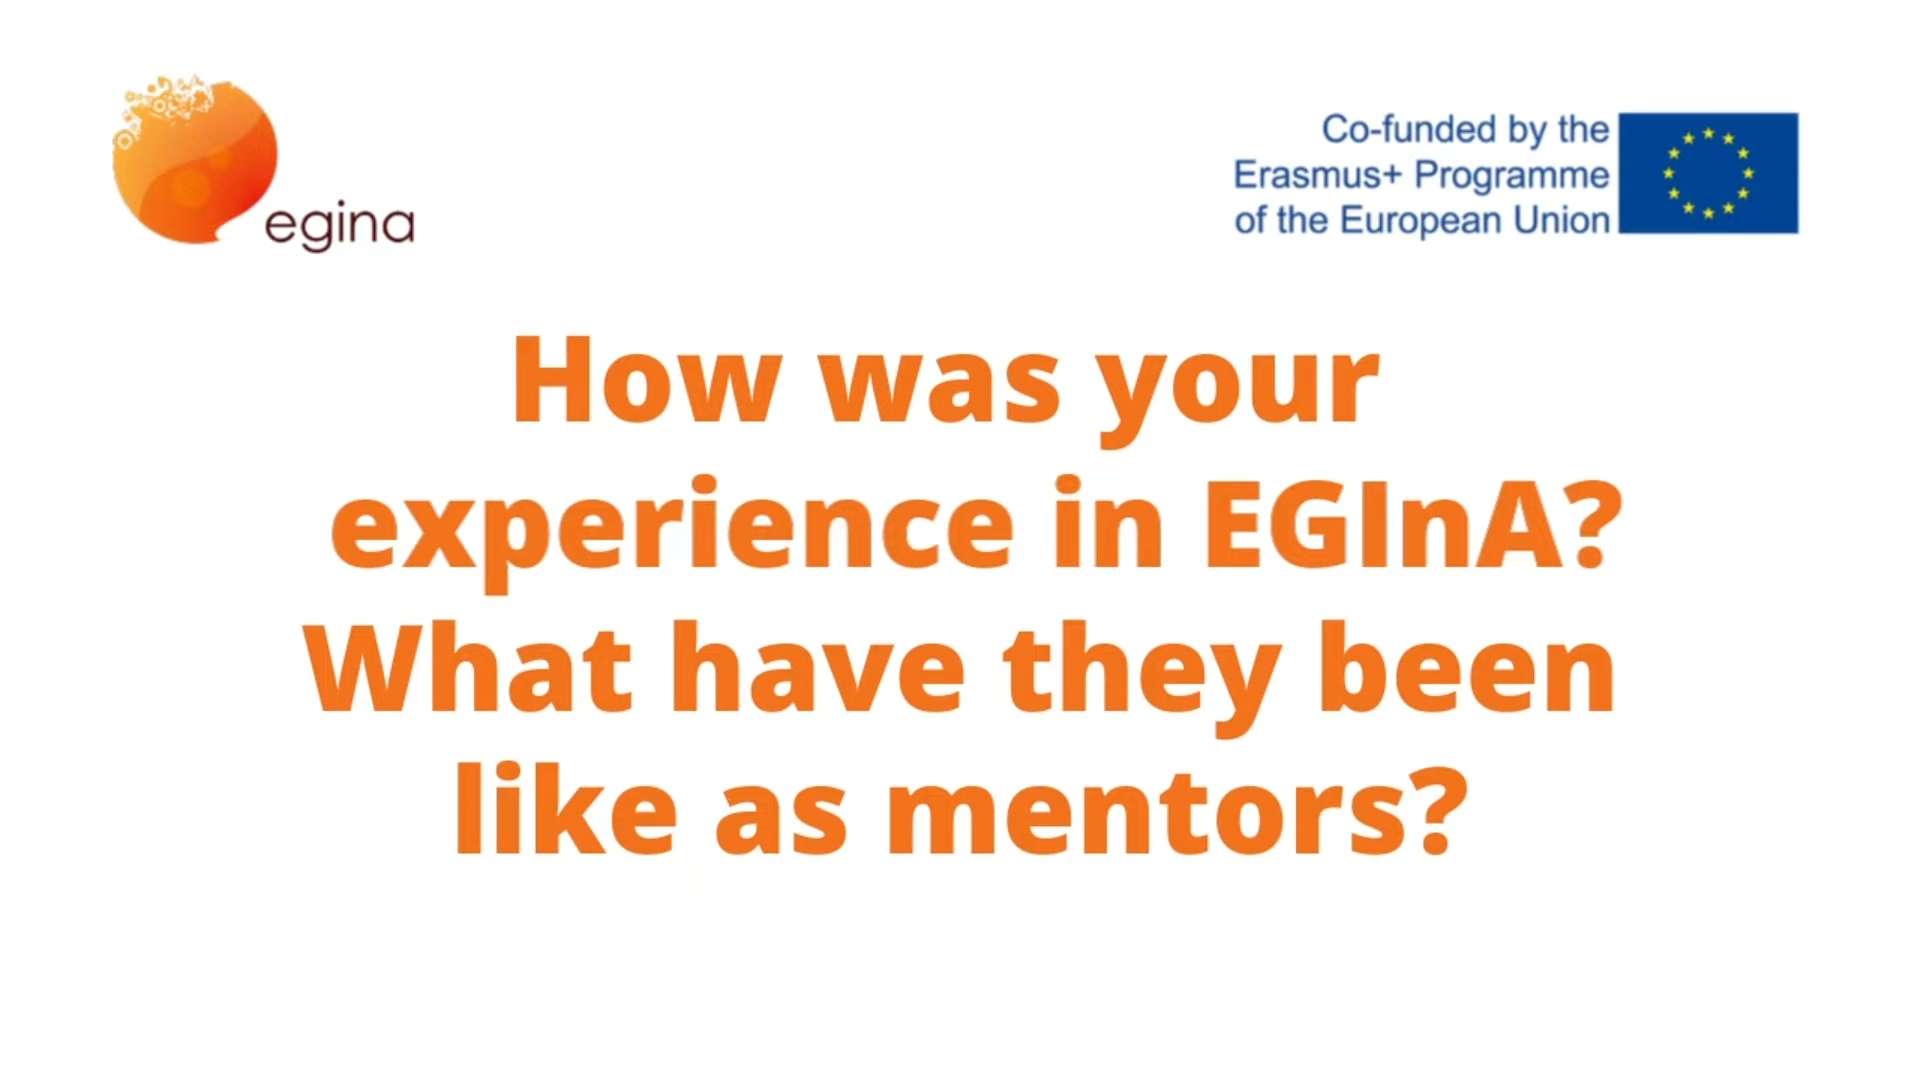 egina
Co-funded by the
Erasmus+ Programme
of the European Union
How was your
experience in EGInA?
What have they been
like as mentors?